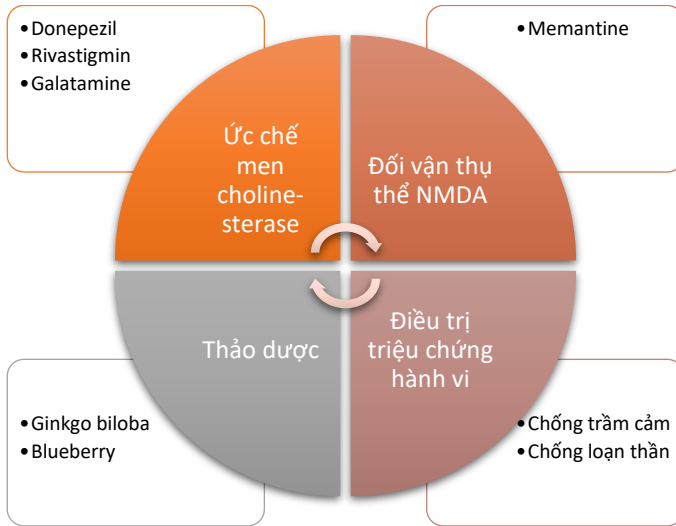 •Donepezil
•Rivastigmin
•Galatamine
•Memantine
Ức chế
men
choline-
sterase
Đối vận thụ
thể NMDA
Thảo dược
Điều trị
triệu chứng
hành vi
•Ginkgo biloba
•Blueberry
•Chống trầm cảm
•Chống loạn thần